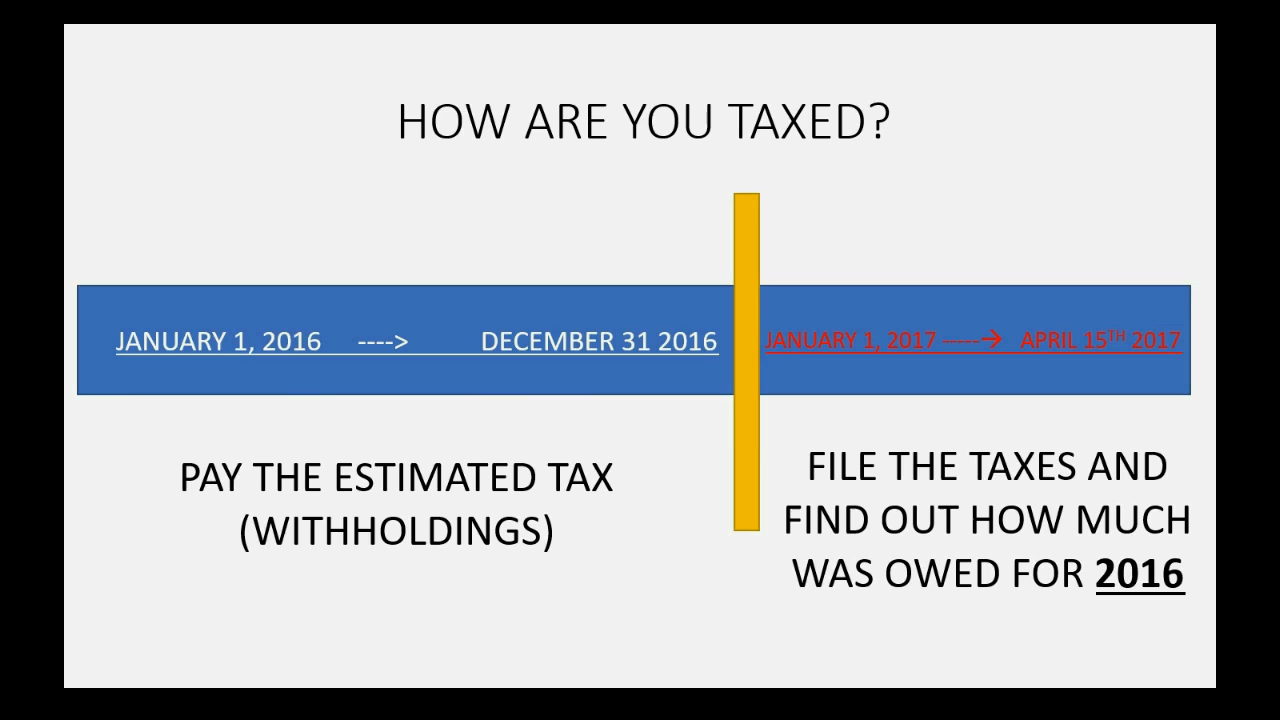 HOW ARE YOU TAXED?
JANUARY 1, 2016 ----> DECEMBER 31 2016
JANUARY 1, 2017 -----→ APRIL 15TH 2017
PAY THE ESTIMATED TAX
(WITHHOLDINGS)
FILE THE TAXES AND
FIND OUT HOW MUCH
WAS OWED FOR 2016